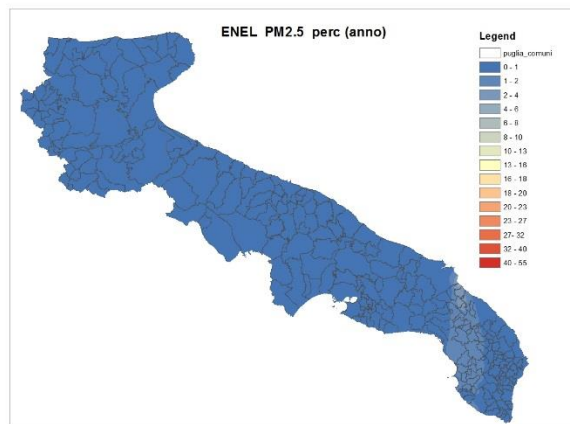 ENEL PM2.5 perc (anno)
Legend
puglia_comuni
0 - 1
1 - 2
2 - 4
4 - 6
6 - 8
8 - 10
10 - 13
13 - 16
16 - 18
18 - 20
20 - 23
23 - 27
27- 32
32 - 40
40 - 55